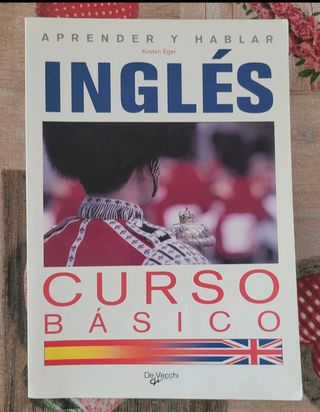 APRENDER Y HABLAR
Kirsten Eger
INGLÉS
CURSO
BÁSICO
De Vecchi